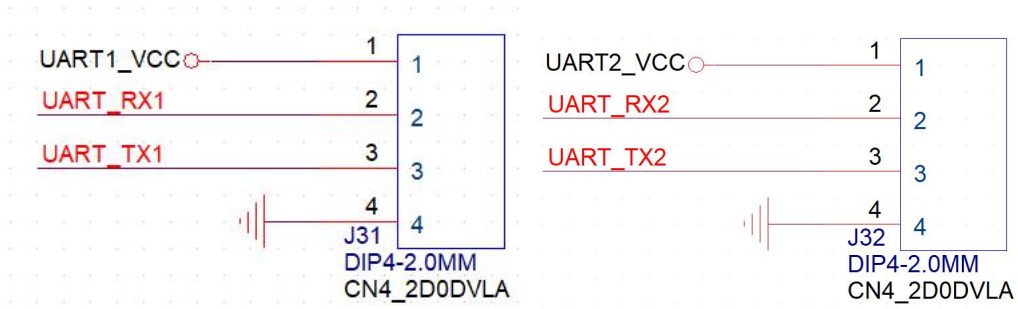 UART1_VCC 1 1
UART_RX1 2 2
UART_TX1 3 3
4 4
J31
DIP4-2.0MM
CN4_2D0DVLA
UART2_VCC 1 1
UART_RX2 2 2
UART_TX2 3 3
4 4
J32
DIP4-2.0MM
CN4_2D0DVLA